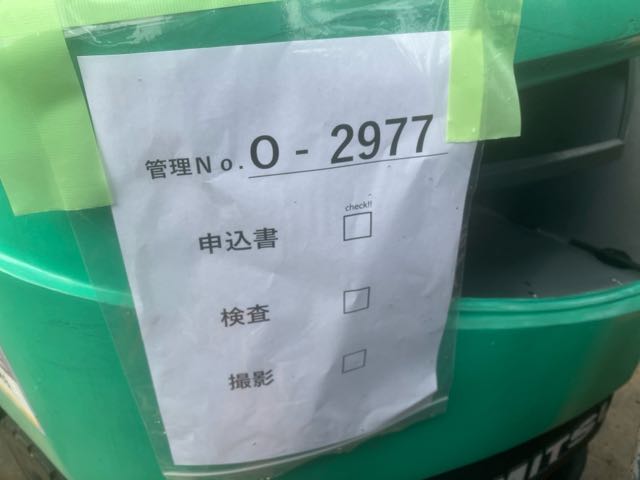 管理No. O - 2977
check!!
申込書 □
検査 □
撮影 □